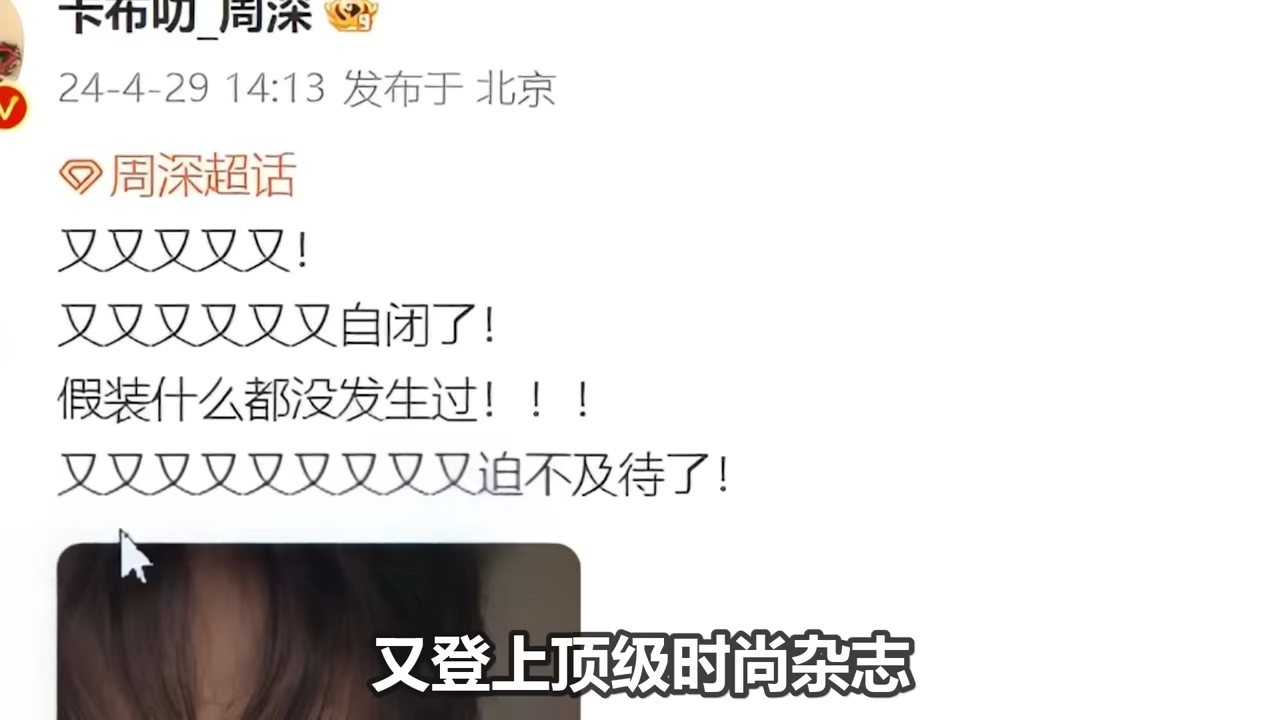 卡布叻_周深
24-4-29 14:13 发布于 北京
周深超话
又又又又又!
又又又又又又自闭了!
假装什么都没发生过!!!
又又又又又又又又又迫不及待了!
又登上顶级时尚杂志